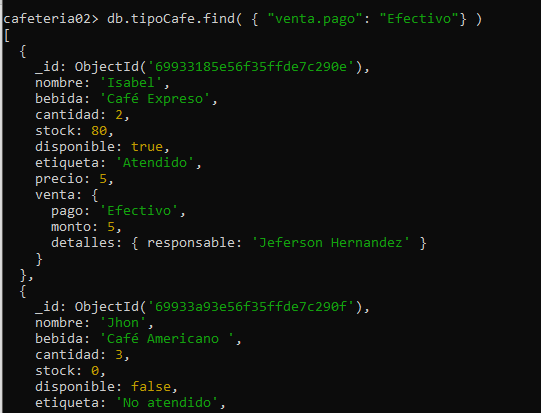 cafeteria02> db.tipoCafe.find( { "venta.pago": "Efectivo"} )
[
  {
    _id: ObjectId('69933185e56f35ffde7c290e'),
    nombre: 'Isabel',
    bebida: 'Café Expreso',
    cantidad: 2,
    stock: 80,
    disponible: true,
    etiqueta: 'Atendido',
    precio: 5,
    venta: {
      pago: 'Efectivo',
      monto: 5,
      detalles: { responsable: 'Jeferson Hernandez' }
    }
  },
  {
    _id: ObjectId('69933a93e56f35ffde7c290f'),
    nombre: 'Jhon',
    bebida: 'Café Americano ',
    cantidad: 3,
    stock: 0,
    disponible: false,
    etiqueta: 'No atendido',